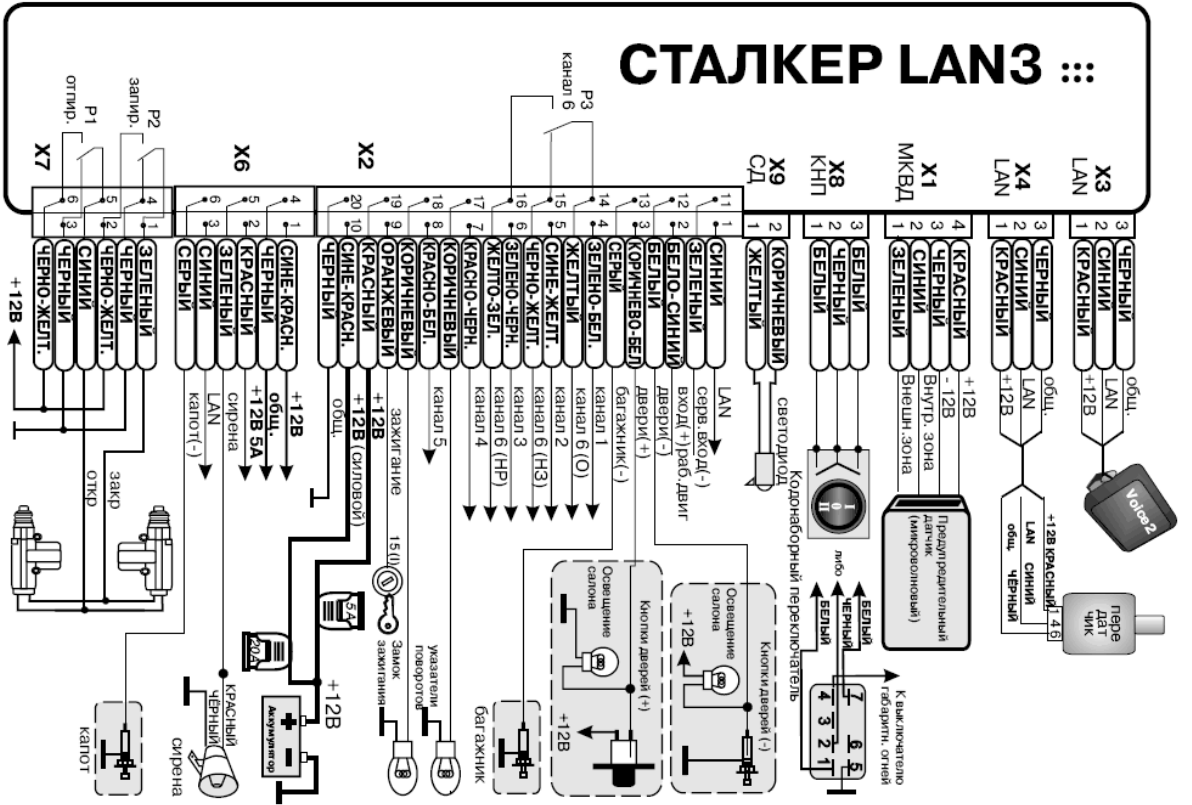 СТАЛКЕР LAN3 :::
канал 6
P3
отпир.
P1
запир.
P2
X7
X6
X2
X9
СД
X8
КНП
X1
МКВД
X4
LAN
X3
LAN
6 5 4
3 2 1
6 5 4
3 2 1
20 19 18 17 16 15 14 13 12 11
10 9 8 7 6 5 4 3 2 1
1 2
1 2 3
1 2 3 4
1 2 3
1 2 3
ЧЕРНО-ЖЕЛТ.
ЧЕРНЫЙ
СИНИЙ
ЧЕРНО-ЖЕЛТ.
ЧЕРНЫЙ
ЗЕЛЕНЫЙ
СЕРЫЙ
СИНИЙ
ЗЕЛЕНЫЙ
КРАСНЫЙ
ЧЕРНЫЙ
СИНЕ-КРАСН.
ЧЕРНЫЙ
СИНЕ-КРАСН.
КРАСНЫЙ
ОРАНЖЕВЫЙ
КОРИЧНЕВЫЙ
КРАСНО-БЕЛ.
КОРИЧНЕВЫЙ
КРАСНО-ЧЕРН.
ЖЕЛТО-ЗЕЛ.
ЗЕЛЕНО-ЧЕРН.
ЧЕРНО-ЖЕЛТ.
СИНЕ-ЖЕЛТ.
ЖЕЛТЫЙ
ЗЕЛЕНО-БЕЛ.
СЕРЫЙ
КОРИЧНЕВО-БЕЛ
БЕЛЫЙ
БЕЛО-СИНИЙ
ЗЕЛЕНЫЙ
СИНИЙ
ЖЕЛТЫЙ
КОРИЧНЕВЫЙ
БЕЛЫЙ
ЧЕРНЫЙ
БЕЛЫЙ
ЗЕЛЕНЫЙ
СИНИЙ
ЧЕРНЫЙ
КРАСНЫЙ
КРАСНЫЙ
СИНИЙ
ЧЕРНЫЙ
КРАСНЫЙ
СИНИЙ
ЧЕРНЫЙ
+12В
откр
закр
капот(-)
LAN
сирена
+12В 5А
общ.
+12В
общ.
+12В (силовой)
+12В
зажигание
канал 5
канал 4
канал 6 (НР)
канал 3
канал 6 (НЗ)
канал 2
канал 6 (О)
канал 1
багажник(-)
двери(+)
двери(-)
вход(+)раб.двиг
серв.вход(-)
LAN
светодиод
Кодонаборный переключатель
Внешн.зона
Внутр. зона
- 12В
+12В
+12В
LAN
общ.
+12В
LAN
общ.
Voice2
I
0
II
либо
Предупредительный
датчик
(микроволновый)
+12В КРАСНЫЙ
LAN СИНИЙ
общ. ЧЁРНЫЙ
1 4 6
пере
дат
чик
15 (I)
5А
20А
Замок
зажигания
указатели
поворотов
+12В
Аккумулятор
+ −
КРАСНЫЙ
ЧЁРНЫЙ
сирена
капот
багажник
Освещение
салона
Кнопки дверей (+)
+12В
Освещение
салона
Кнопки дверей (-)
+12В
БЕЛЫЙ
ЧЕРНЫЙ
БЕЛЫЙ
4 7
3
2 6
1 5
К выключателю
габаритн. огней